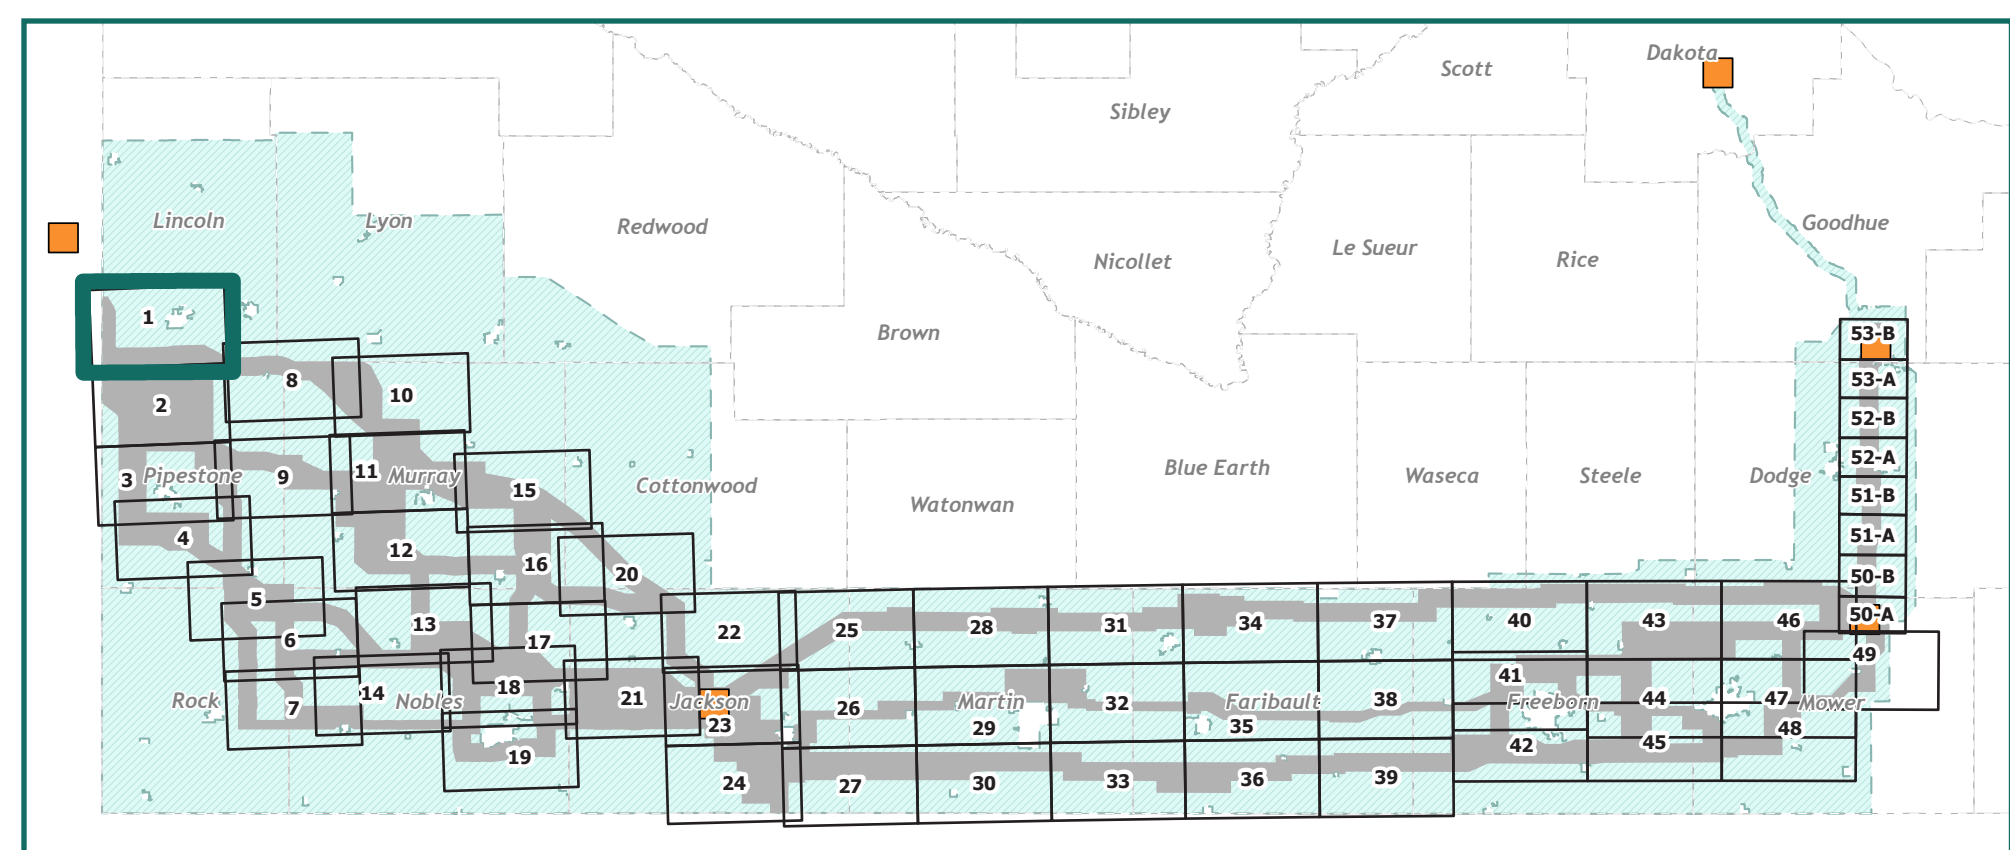 Dakota
Scott
Sibley
Lincoln
Lyon
Redwood
Goodhue
Le Sueur
Nicollet
Rice
1
Brown
53-B
8
53-A
10
2
52-B
52-A
Blue Earth
11
Murray
3
Pipestone
9
Waseca
Steele
Dodge
15
Cottonwood
51-B
Watonwan
4
51-A
12
16
20
50-B
5
50-A
13
22
25
28
31
34
37
40
43
46
6
17
49
41
18
14
21
44
47
7
Rock
Nobles
Jackson
26
Martin
32
Faribault
38
Freeborn
Mower
23
29
35
48
19
42
45
24
27
30
33
36
39